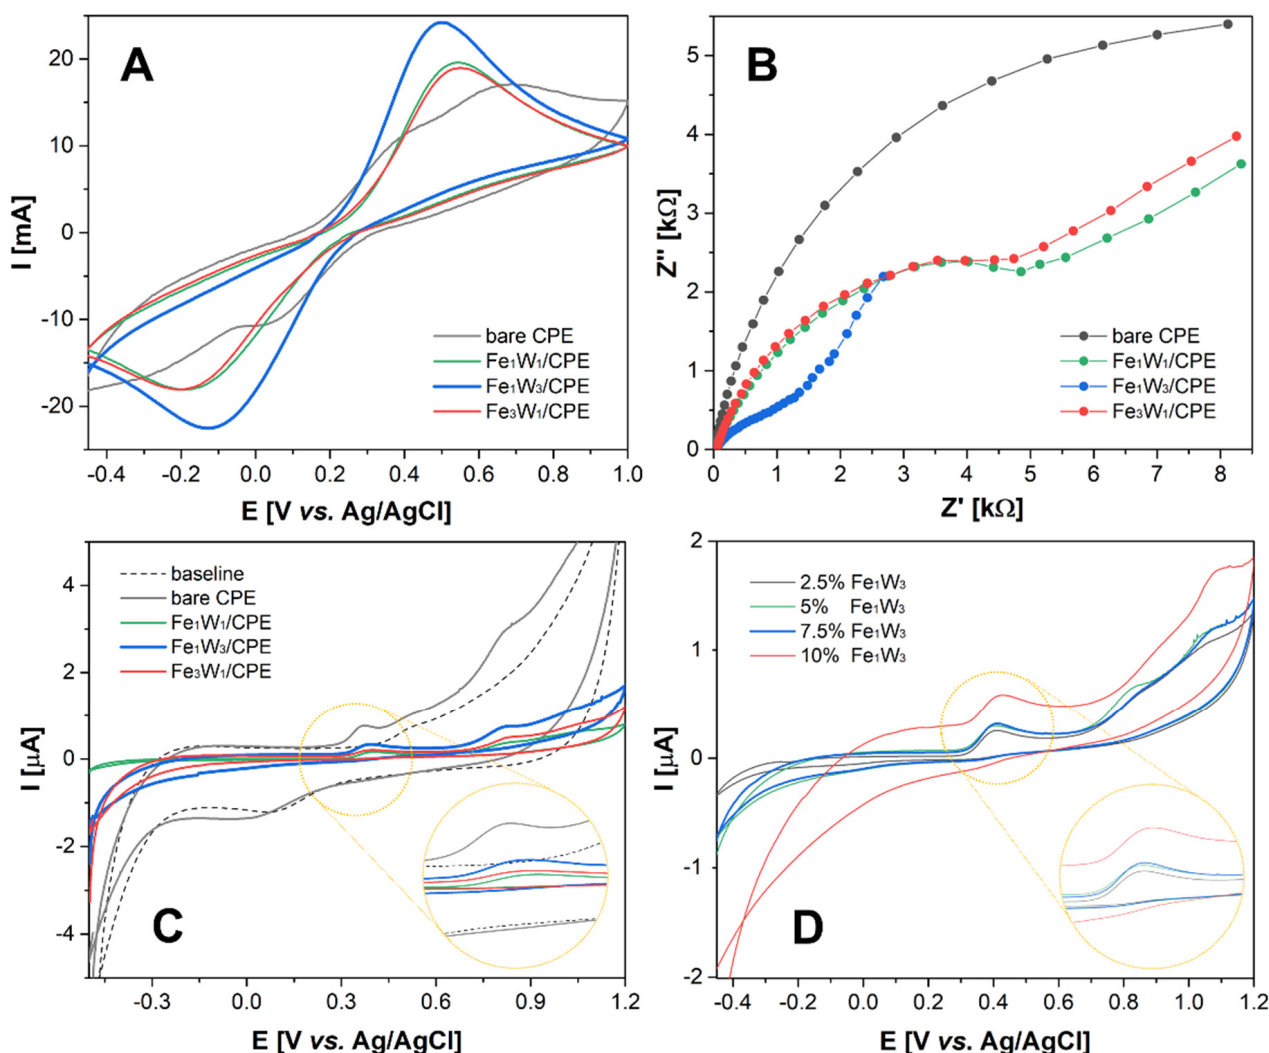 A
I [mA]
20
10
0
-10
-20
bare CPE
Fe₁W₁/CPE
Fe₁W₃/CPE
Fe₃W₁/CPE
-0.4 -0.2 0.0 0.2 0.4 0.6 0.8 1.0
E [V vs. Ag/AgCl]
B
Z'' [kΩ]
5
4
3
2
1
0
bare CPE
Fe₁W₁/CPE
Fe₁W₃/CPE
Fe₃W₁/CPE
0 1 2 3 4 5 6 7 8
Z' [kΩ]
C
I [µA]
4
2
0
-2
-4
baseline
bare CPE
Fe₁W₁/CPE
Fe₁W₃/CPE
Fe₃W₁/CPE
-0.3 0.0 0.3 0.6 0.9 1.2
E [V vs. Ag/AgCl]
D
I [µA]
2
1
0
-1
-2
2.5% Fe₁W₃
5% Fe₁W₃
7.5% Fe₁W₃
10% Fe₁W₃
-0.4 -0.2 0.0 0.2 0.4 0.6 0.8 1.0 1.2
E [V vs. Ag/AgCl]